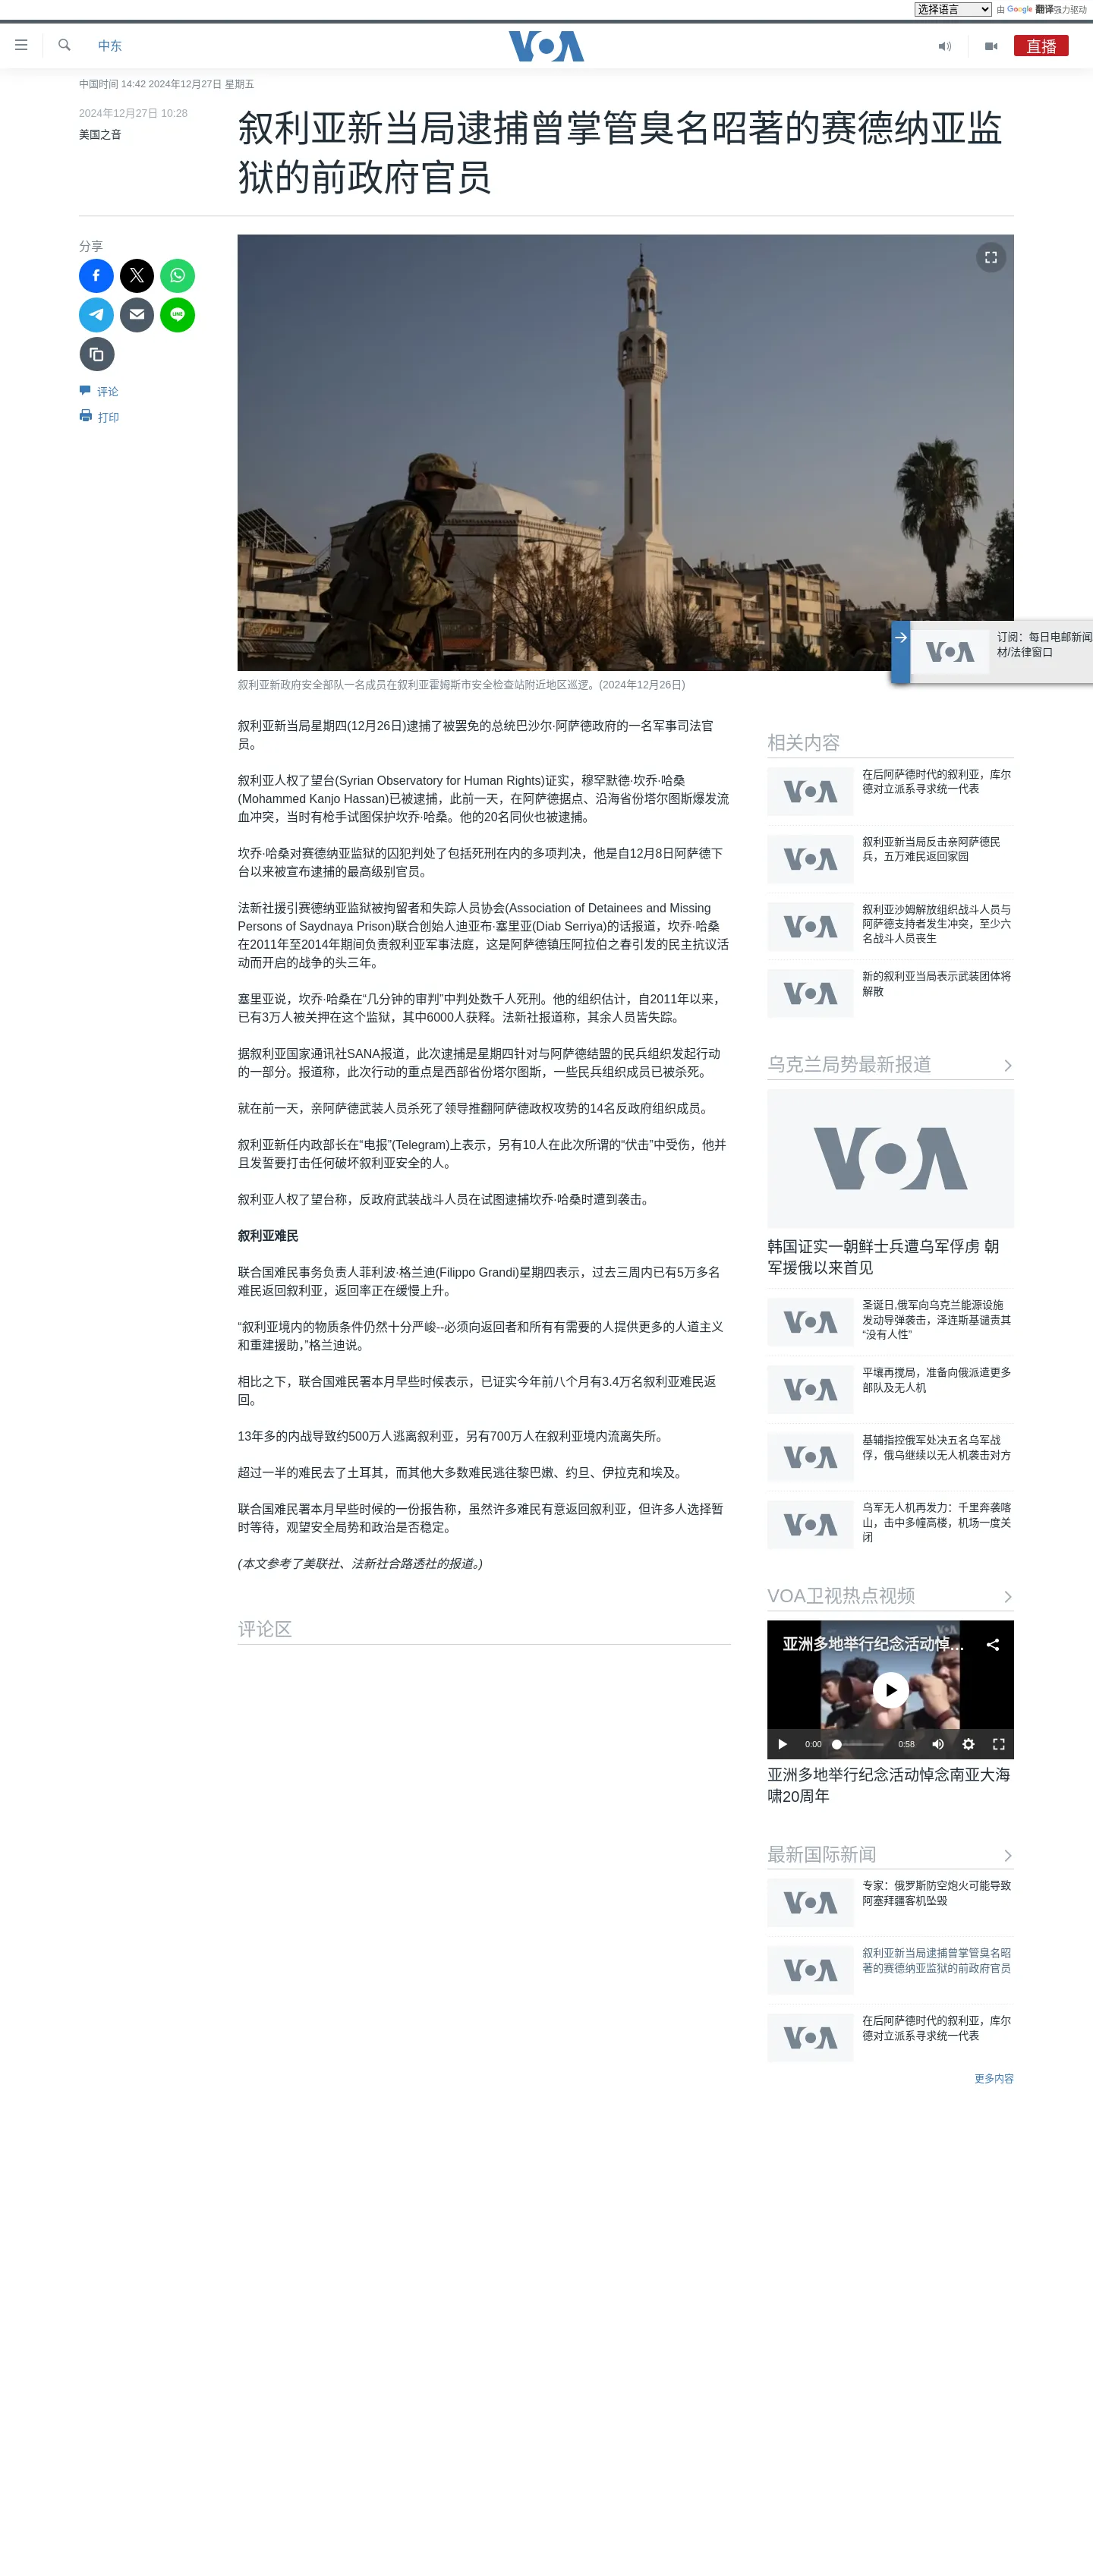 选择语言 由 Google 翻译强力驱动
中东
VOA
直播
中国时间 14:42 2024年12月27日 星期五
2024年12月27日 10:28
美国之音
叙利亚新当局逮捕曾掌管臭名昭著的赛德纳亚监
狱的前政府官员
分享
评论
打印
订阅：每日电邮新闻
VOA
材/法律窗口
叙利亚新政府安全部队一名成员在叙利亚霍姆斯市安全检查站附近地区巡逻。(2024年12月26日)
叙利亚新当局星期四(12月26日)逮捕了被罢免的总统巴沙尔·阿萨德政府的一名军事司法官
员。
叙利亚人权了望台(Syrian Observatory for Human Rights)证实，穆罕默德·坎乔·哈桑
(Mohammed Kanjo Hassan)已被逮捕，此前一天，在阿萨德据点、沿海省份塔尔图斯爆发流
血冲突，当时有枪手试图保护坎乔·哈桑。他的20名同伙也被逮捕。
坎乔·哈桑对赛德纳亚监狱的囚犯判处了包括死刑在内的多项判决，他是自12月8日阿萨德下
台以来被宣布逮捕的最高级别官员。
法新社援引赛德纳亚监狱被拘留者和失踪人员协会(Association of Detainees and Missing
Persons of Saydnaya Prison)联合创始人迪亚布·塞里亚(Diab Serriya)的话报道，坎乔·哈桑
在2011年至2014年期间负责叙利亚军事法庭，这是阿萨德镇压阿拉伯之春引发的民主抗议活
动而开启的战争的头三年。
塞里亚说，坎乔·哈桑在“几分钟的审判”中判处数千人死刑。他的组织估计，自2011年以来，
已有3万人被关押在这个监狱，其中6000人获释。法新社报道称，其余人员皆失踪。
据叙利亚国家通讯社SANA报道，此次逮捕是星期四针对与阿萨德结盟的民兵组织发起行动
的一部分。报道称，此次行动的重点是西部省份塔尔图斯，一些民兵组织成员已被杀死。
就在前一天，亲阿萨德武装人员杀死了领导推翻阿萨德政权攻势的14名反政府组织成员。
叙利亚新任内政部长在“电报”(Telegram)上表示，另有10人在此次所谓的“伏击”中受伤，他并
且发誓要打击任何破坏叙利亚安全的人。
叙利亚人权了望台称，反政府武装战斗人员在试图逮捕坎乔·哈桑时遭到袭击。
叙利亚难民
联合国难民事务负责人菲利波·格兰迪(Filippo Grandi)星期四表示，过去三周内已有5万多名
难民返回叙利亚，返回率正在缓慢上升。
“叙利亚境内的物质条件仍然十分严峻--必须向返回者和所有有需要的人提供更多的人道主义
和重建援助，”格兰迪说。
相比之下，联合国难民署本月早些时候表示，已证实今年前八个月有3.4万名叙利亚难民返
回。
13年多的内战导致约500万人逃离叙利亚，另有700万人在叙利亚境内流离失所。
超过一半的难民去了土耳其，而其他大多数难民逃往黎巴嫩、约旦、伊拉克和埃及。
联合国难民署本月早些时候的一份报告称，虽然许多难民有意返回叙利亚，但许多人选择暂
时等待，观望安全局势和政治是否稳定。
(本文参考了美联社、法新社合路透社的报道。)
评论区
相关内容
VOA
在后阿萨德时代的叙利亚，库尔
德对立派系寻求统一代表
VOA
叙利亚新当局反击亲阿萨德民
兵，五万难民返回家园
VOA
叙利亚沙姆解放组织战斗人员与
阿萨德支持者发生冲突，至少六
名战斗人员丧生
VOA
新的叙利亚当局表示武装团体将
解散
乌克兰局势最新报道
VOA
韩国证实一朝鲜士兵遭乌军俘虏 朝
军援俄以来首见
VOA
圣诞日,俄军向乌克兰能源设施
发动导弹袭击，泽连斯基谴责其
“没有人性”
VOA
平壤再搅局，准备向俄派遣更多
部队及无人机
VOA
基辅指控俄军处决五名乌军战
俘，俄乌继续以无人机袭击对方
VOA
乌军无人机再发力：千里奔袭喀
山，击中多幢高楼，机场一度关
闭
VOA卫视热点视频
亚洲多地举行纪念活动悼...
VOA
0:00
0:58
亚洲多地举行纪念活动悼念南亚大海
啸20周年
最新国际新闻
VOA
专家：俄罗斯防空炮火可能导致
阿塞拜疆客机坠毁
VOA
叙利亚新当局逮捕曾掌管臭名昭
著的赛德纳亚监狱的前政府官员
VOA
在后阿萨德时代的叙利亚，库尔
德对立派系寻求统一代表
更多内容